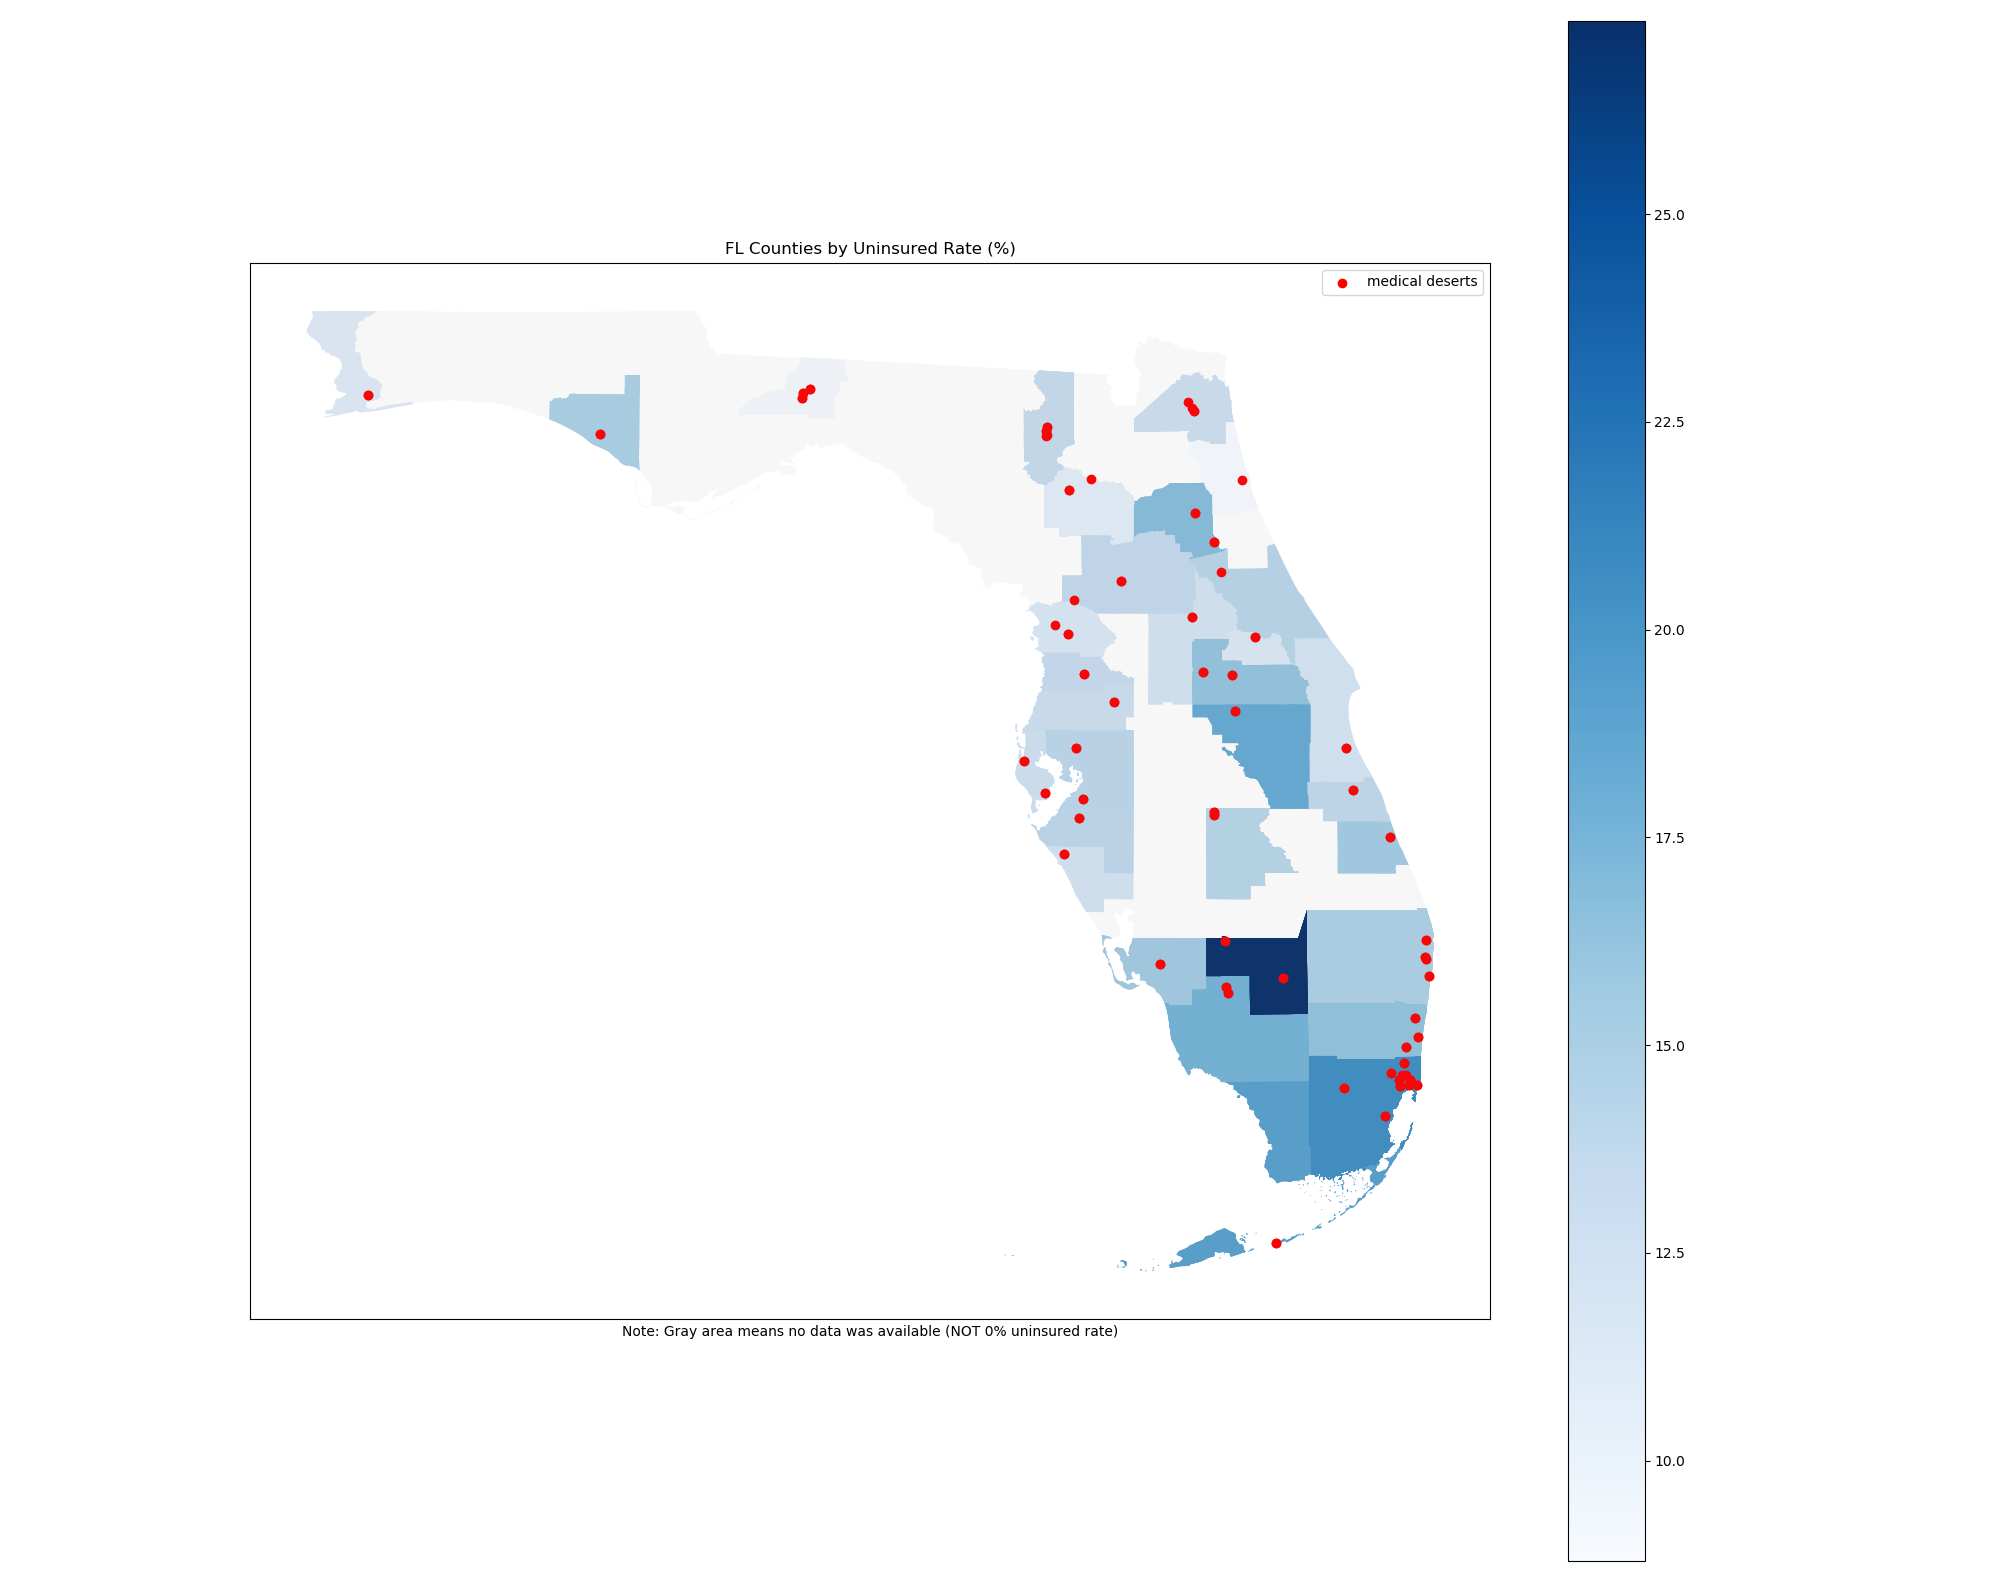 FL Counties by Uninsured Rate (%)
medical deserts
25.0
22.5
20.0
17.5
15.0
12.5
10.0
Note: Gray area means no data was available (NOT 0% uninsured rate)